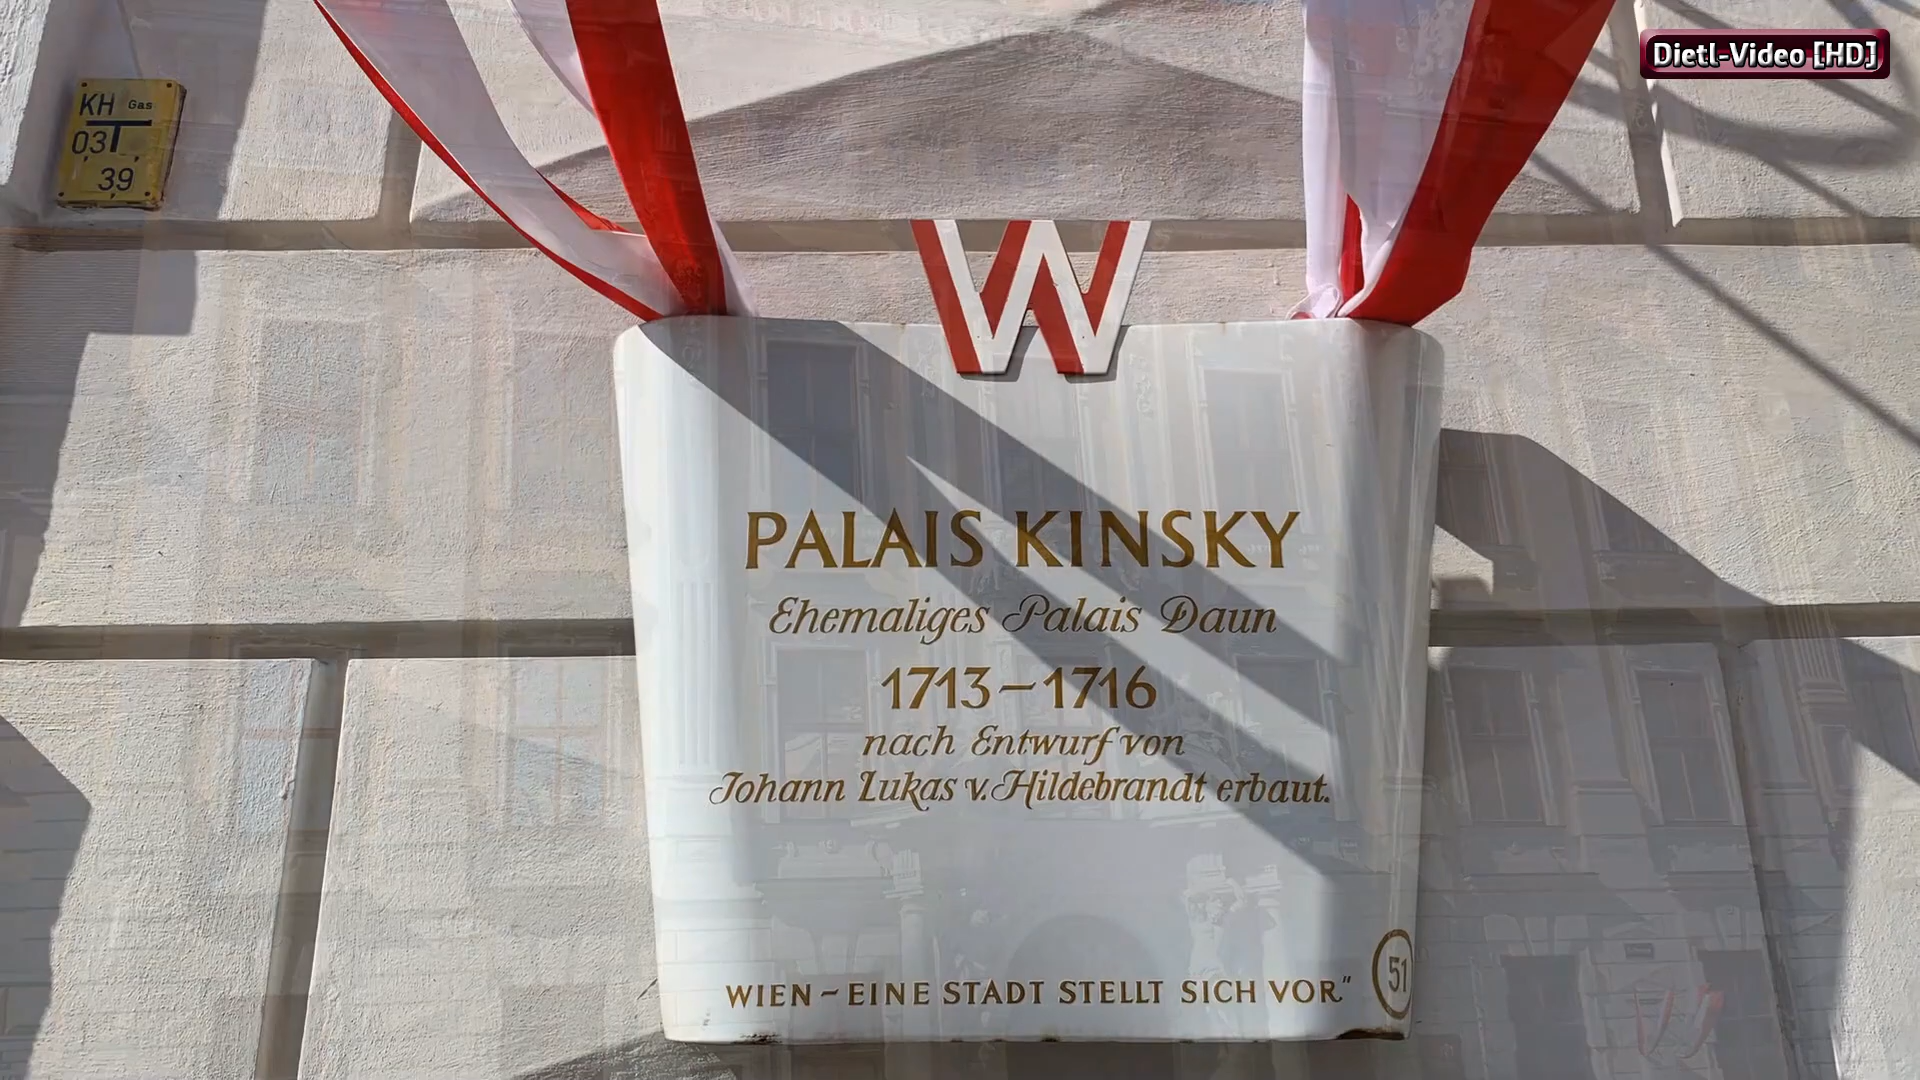 Dietl-Video [HD]
KH Gas
03
39
W
PALAIS KINSKY
Ehemaliges Palais Daun
1713–1716
nach Entwurf von
Johann Lukas v. Hildebrandt erbaut.
WIEN – EINE STADT STELLT SICH VOR"
51